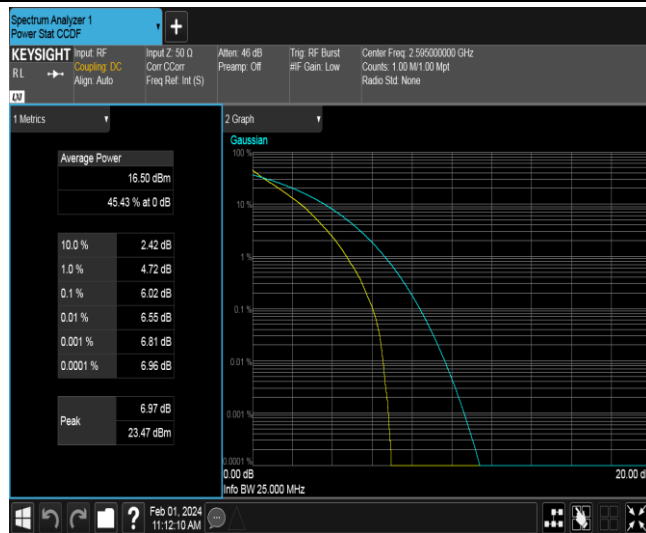 Spectrum Analyzer 1
Power Stat CCDF
+
KEYSIGHT
RL
Input: RF
Coupling: DC
Align: Auto
Input Z: 50 Ω
Corr CCorr
Freq Ref: Int (S)
Atten: 46 dB
Preamp: Off
Trig: RF Burst
#IF Gain: Low
Center Freq: 2.595000000 GHz
Counts: 1.00 M/1.00 Mpt
Radio Std: None
1 Metrics
Average Power
16.50 dBm
45.43 % at 0 dB
10.0 % 2.42 dB
1.0 % 4.72 dB
0.1 % 6.02 dB
0.01 % 6.55 dB
0.001 % 6.81 dB
0.0001 % 6.96 dB
Peak
6.97 dB
23.47 dBm
2 Graph
Gaussian
100 %
10 %
1 %
0.1 %
0.01 %
0.001 %
0.0001 %
0.00 dB
20.00 d
Info BW 25.000 MHz
?
Feb 01, 2024
11:12:10 AM